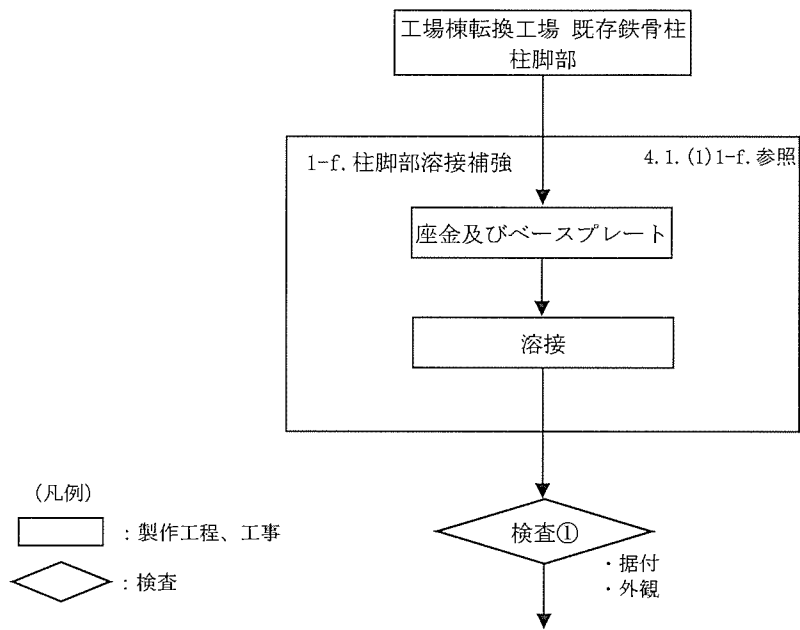 工場棟転換工場 既存鉄骨柱
柱脚部
1-f.柱脚部溶接補強
4.1.(1)1-f.参照
座金及びベースプレート
溶接
検査①
・据付
・外観
(凡例)
：製作工程、工事
：検査